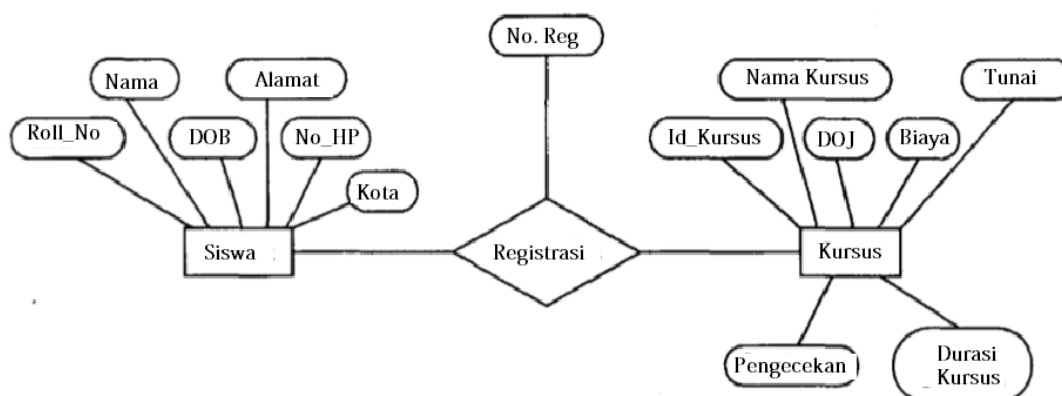 No. Reg
Nama
Alamat
Nama Kursus
Tunai
Roll_No
DOB
No_HP
Id_Kursus
DOJ
Biaya
Kota
Siswa
Registrasi
Kursus
Pengecekan
Durasi
Kursus